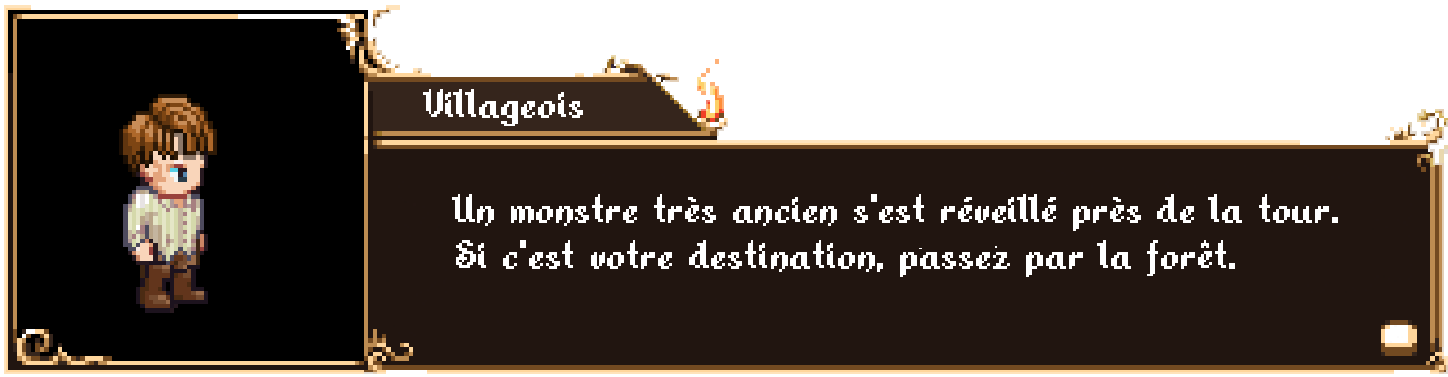 Villageois
Un monstre très ancien s'est réveillé près de la tour.
Si c'est votre destination, passez par la forêt.